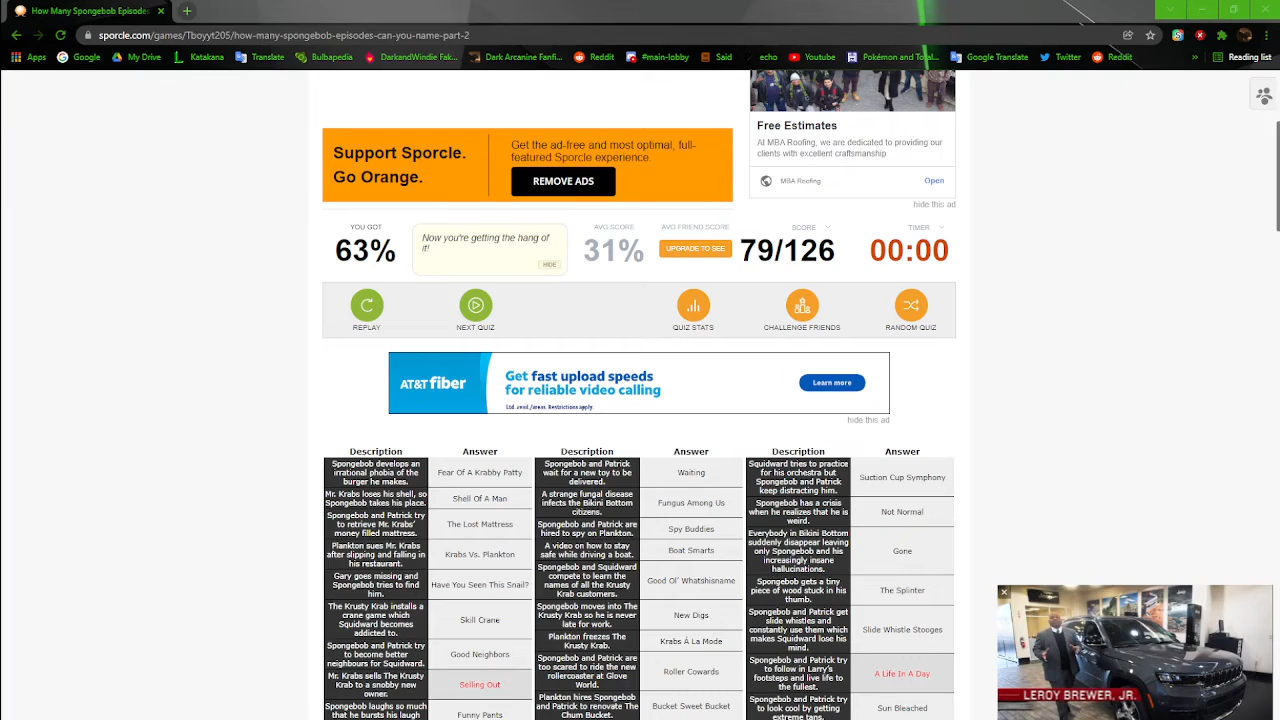 How Many Spongebob Episodes
sporcle.com/games/Tboyyt205/how-many-spongebob-episodes-can-you-name-part-2
Apps
Google
My Drive
Katakana
Translate
Bulbapedia
DarkandWindie Fak...
Dark Arcanine Fanfi...
Reddit
#main-lobby
Said
echo
Youtube
Pokémon and Total...
Google Translate
Twitter
Reddit
»
Reading list
Free Estimates
At MBA Roofing, we are dedicated to providing our
clients with excellent craftsmanship
MBA Roofing
Open
hide this ad
Support Sporcle.
Go Orange.
Get the ad-free and most optimal, full-
featured Sporcle experience.
REMOVE ADS
YOU GOT
63%
Now you're getting the hang of
it!
HIDE
AVG SCORE
31%
AVG FRIEND SCORE
UPGRADE TO SEE
SCORE
79/126
TIMER
00:00
REPLAY
NEXT QUIZ
QUIZ STATS
CHALLENGE FRIENDS
RANDOM QUIZ
AT&T fiber
Get fast upload speeds
for reliable video calling
Ltd. avail./areas. Restrictions apply.
Learn more
hide this ad
Description
Answer
Spongebob develops an
irrational phobia of the
burger he makes.
Fear Of A Krabby Patty
Mr. Krabs loses his shell, so
Spongebob takes his place.
Shell Of A Man
Spongebob and Patrick try
to retrieve Mr. Krabs'
money filled mattress.
The Lost Mattress
Plankton sues Mr. Krabs
after slipping and falling in
his restaurant.
Krabs Vs. Plankton
Gary goes missing and
Spongebob tries to find
him.
Have You Seen This Snail?
The Krusty Krab installs a
crane game which
Squidward becomes
addicted to.
Skill Crane
Spongebob and Patrick try
to become better
neighbours to Squidward.
Good Neighbors
Mr. Krabs sells The Krusty
Krab to a snobby new
owner.
Selling Out
Spongebob laughs so much
that he bursts his laugh
Funny Pants
Description
Answer
Spongebob and Patrick
wait for a new toy to be
delivered.
Waiting
A strange fungal disease
infects the Bikini Bottom
citizens.
Fungus Among Us
Spongebob and Patrick are
hired to spy on Plankton.
Spy Buddies
A video on how to stay
safe while driving a boat.
Boat Smarts
Spongebob and Squidward
compete to learn the
names of all the Krusty
Krab customers.
Good Ol' Whatshisname
Spongebob moves into The
Krusty Krab so he is never
late for work.
New Digs
Plankton freezes The
Krusty Krab.
Krabs Á La Mode
Spongebob and Patrick are
too scared to ride the new
rollercoaster at Glove
World.
Roller Cowards
Plankton hires Spongebob
and Patrick to renovate The
Chum Bucket.
Bucket Sweet Bucket
Description
Answer
Squidward tries to practice
for his orchestra but
Spongebob and Patrick
keep distracting him.
Suction Cup Symphony
Spongebob has a crisis
when he realizes that he is
weird.
Not Normal
Everybody in Bikini Bottom
suddenly disappear leaving
only Spongebob and his
increasingly insane
hallucinations.
Gone
Spongebob gets a tiny
piece of wood stuck in his
thumb.
The Splinter
Spongebob and Patrick get
slide whistles and
constantly use them which
makes Squidward lose his
mind.
Slide Whistle Stooges
Spongebob and Patrick try
to follow in Larry's
footsteps and live life to
the fullest.
A Life In A Day
Spongebob and Patrick try
to look cool by getting
extreme tans.
Sun Bleached
LEROY BREWER, JR.